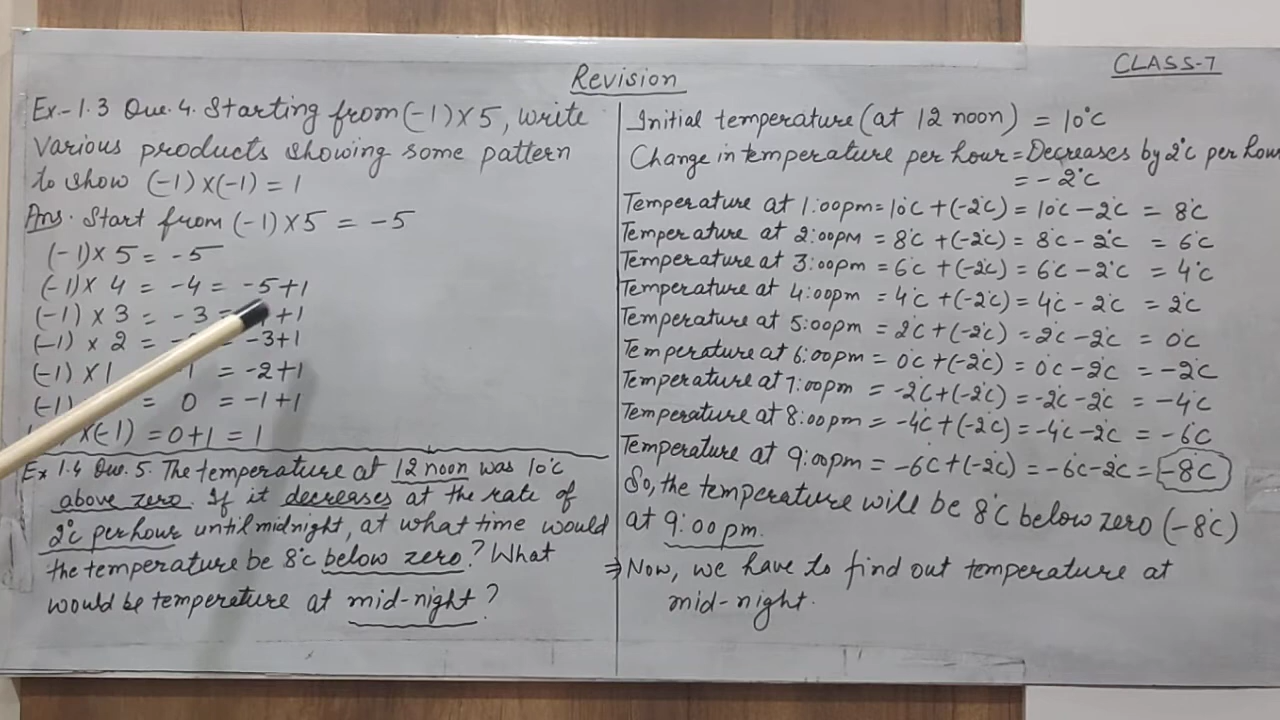 Revision
CLASS-7
Ex-1.3 Que.4. Starting from (-1)×5, write
various products showing some pattern
to show (-1)×(-1) = 1
Ans. Start from (-1)×5 = -5
(-1)×5 = -5
(-1)× 4 = -4 = -5+1
(-1) × 3 = -3 = +1
(-1) × 2 = -3+1
(-1) ×1 = -2+1
(-1) = 0 = -1+1
×(-1) = 0+1 = 1
Ex 1.4 Que. 5. The temperature at 12 noon was 10°C
above zero. If it decreases at the rate of
2°C per hour until midnight, at what time would
the temperature be 8°C below zero? What
would be temperature at mid-night?
Initial temperature (at 12 noon) = 10°C
Change in temperature per hour = Decreases by 2°C per hour
= -2°C
Temperature at 1:00pm = 10°C + (-2°C) = 10°C - 2°C = 8°C
Temperature at 2:00PM = 8°C + (-2°C) = 8°C - 2°C = 6°C
Temperature at 3:00pm = 6°C + (-2°C) = 6°C - 2°C = 4°C
Temperature at 4:00pm = 4°C + (-2°C) = 4°C - 2°C = 2°C
Temperature at 5:00pm = 2°C + (-2°C) = 2°C - 2°C = 0°C
Temperature at 6:00pm = 0°C + (-2°C) = 0°C - 2°C = -2°C
Temperature at 7:00pm = -2°C + (-2°C) = -2°C - 2°C = -4°C
Temperature at 8:00pm = -4°C + (-2°C) = -4°C - 2°C = -6°C
Temperature at 9:00pm = -6°C + (-2°C) = -6°C - 2°C = -8°C
So, the temperature will be 8°C below zero (-8°C)
at 9:00 pm.
⇒ Now, we have to find out temperature at
mid-night.